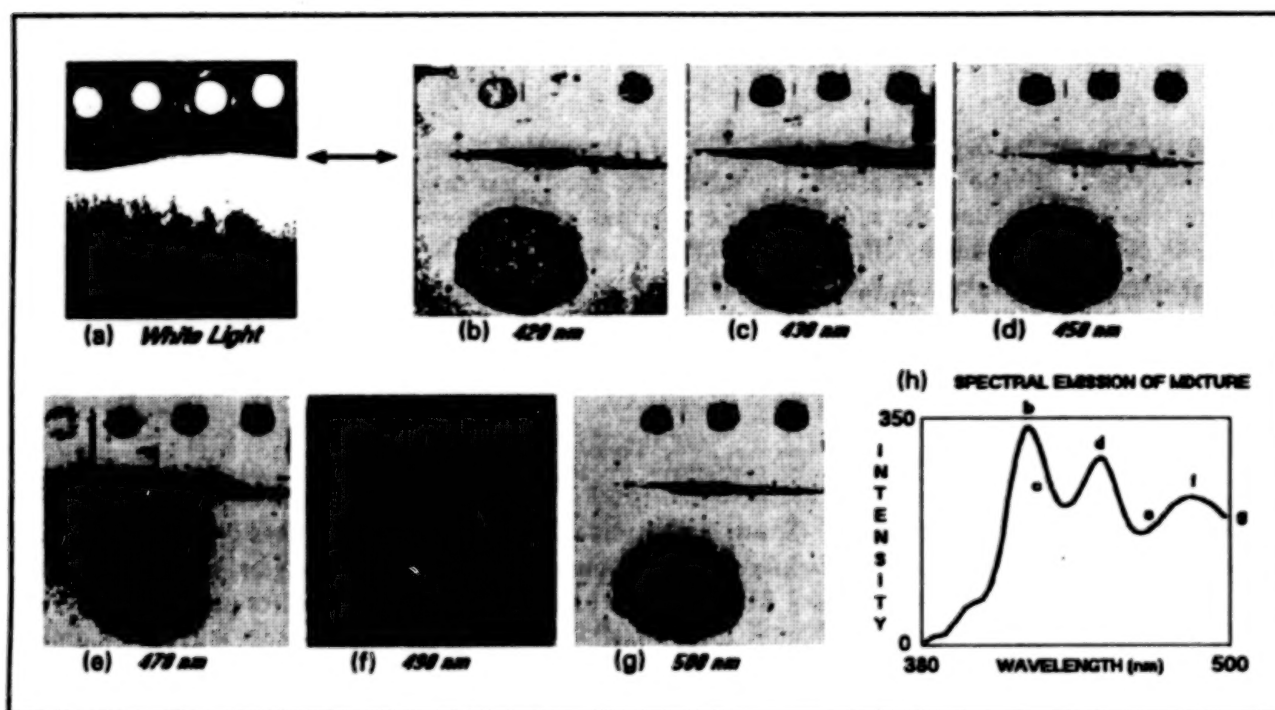 (a) White Light
(b) 420 nm
(c) 430 nm
(d) 450 nm
(e) 470 nm
(f) 490 nm
(g) 500 nm
(h) SPECTRAL EMISSION OF MIXTURE
350
INTENSITY
0
b
c
d
e
f
g
380 WAVELENGTH (nm) 500